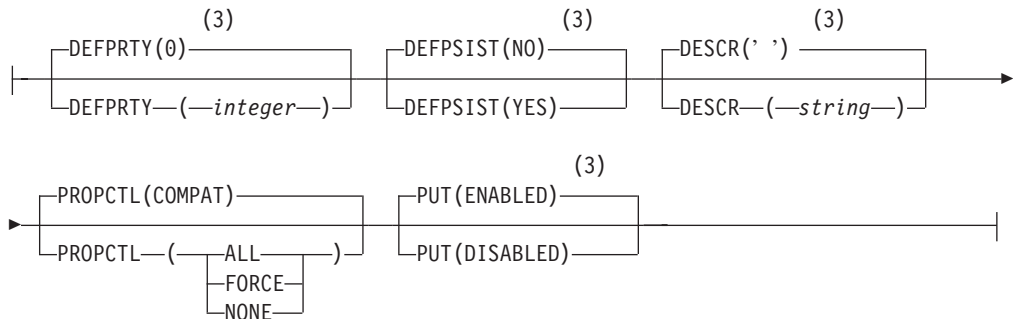 (3) (3) (3)
DEFPRTY(0) DEFPSIST(NO) DESCR(' ')
DEFPRTY ( integer ) DEFPSIST(YES) DESCR ( string )
(3)
PROPCTL(COMPAT) PUT(ENABLED)
PROPCTL ( ALL ) PUT(DISABLED)
FORCE
NONE